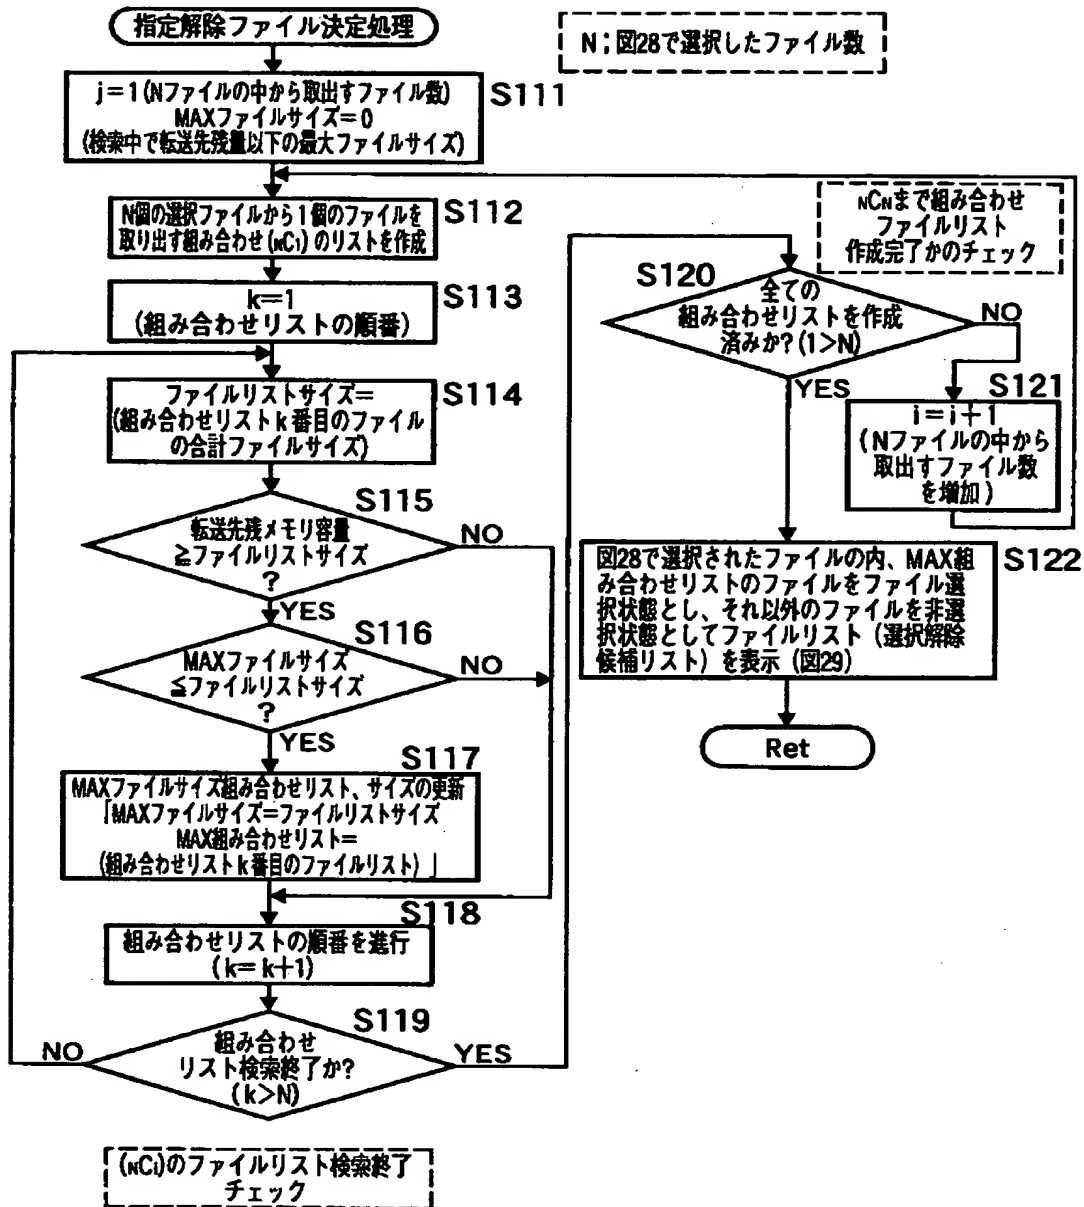 指定解除ファイル決定処理
N;図28で選択したファイル数
j=1(Nファイルの中から取出すファイル数)
MAXファイルサイズ=0
(検索中で転送先残量以下の最大ファイルサイズ)
S111
N個の選択ファイルから1個のファイルを
取り出す組み合わせ(NC1)のリストを作成
S112
k=1
(組み合わせリストの順番)
S113
ファイルリストサイズ=
(組み合わせリストk番目のファイル
の合計ファイルサイズ)
S114
S115
転送先残メモリ容量
≧ファイルリストサイズ
?
NO
YES
S116
MAXファイルサイズ
≦ファイルリストサイズ
?
NO
YES
S117
MAXファイルサイズ組み合わせリスト、サイズの更新
「MAXファイルサイズ=ファイルリストサイズ
MAX組み合わせリスト=
(組み合わせリストk番目のファイルリスト)」
S118
組み合わせリストの順番を進行
(k=k+1)
S119
組み合わせ
リスト検索終了か?
(k>N)
NO
YES
(NCi)のファイルリスト検索終了
チェック
NCNまで組み合わせ
ファイルリスト
作成完了かのチェック
S120
全ての
組み合わせリストを作成
済みか?(1>N)
NO
YES
S121
i=i+1
(Nファイルの中から
取出すファイル数
を増加)
図28で選択されたファイルの内、MAX組
み合わせリストのファイルをファイル選
択状態とし、それ以外のファイルを非選
択状態としてファイルリスト(選択解除
候補リスト)を表示(図29)
S122
Ret